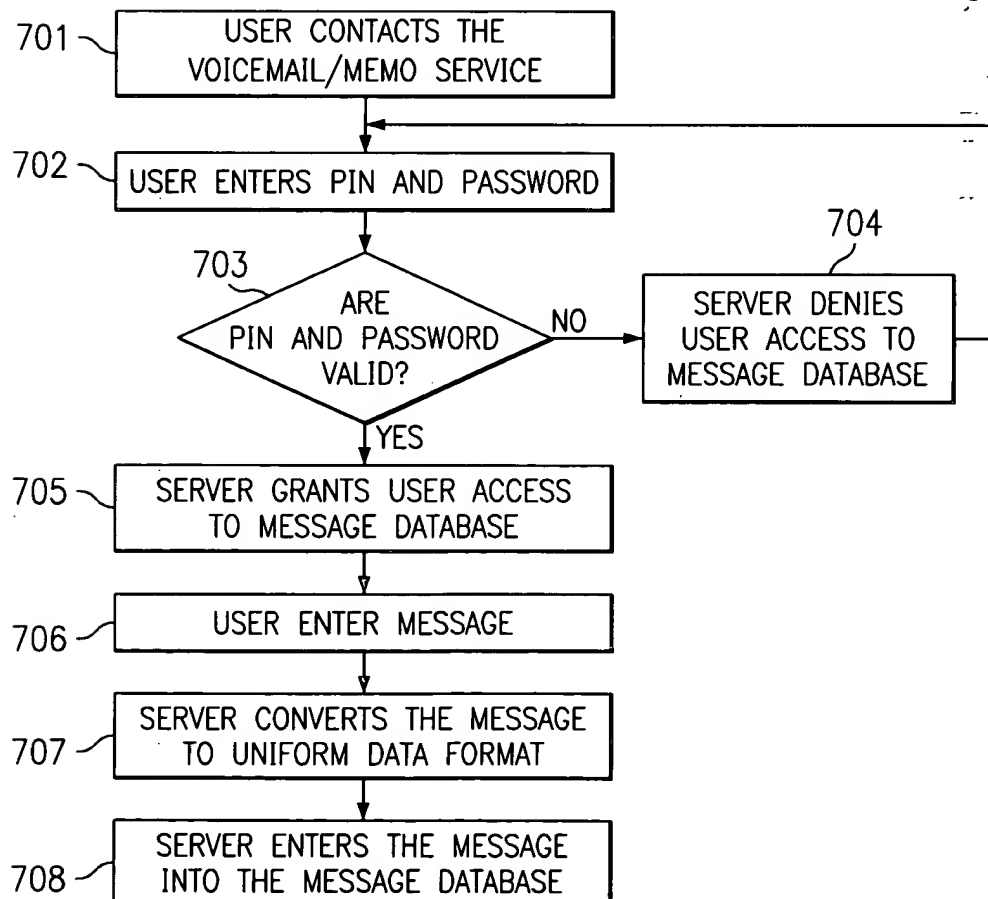 701
USER CONTACTS THE
VOICEMAIL/MEMO SERVICE
702
USER ENTERS PIN AND PASSWORD
703
ARE
PIN AND PASSWORD
VALID?
NO
704
SERVER DENIES
USER ACCESS TO
MESSAGE DATABASE
YES
705
SERVER GRANTS USER ACCESS
TO MESSAGE DATABASE
706
USER ENTER MESSAGE
707
SERVER CONVERTS THE MESSAGE
TO UNIFORM DATA FORMAT
708
SERVER ENTERS THE MESSAGE
INTO THE MESSAGE DATABASE